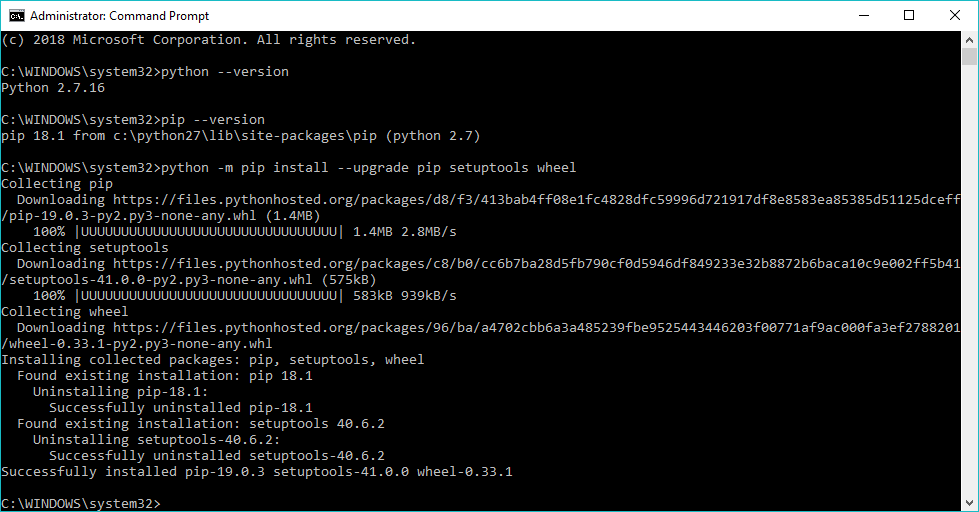 Administrator: Command Prompt
(c) 2018 Microsoft Corporation. All rights reserved.
C:\WINDOWS\system32>python --version
Python 2.7.16
C:\WINDOWS\system32>pip --version
pip 18.1 from c:\python27\lib\site-packages\pip (python 2.7)
C:\WINDOWS\system32>python -m pip install --upgrade pip setuptools wheel
Collecting pip
  Downloading https://files.pythonhosted.org/packages/d8/f3/413bab4ff08e1fc4828dfc59996d721917df8e8583ea85385d51125dceff
/pip-19.0.3-py2.py3-none-any.whl (1.4MB)
    100% |UUUUUUUUUUUUUUUUUUUUUUUUUUUUUUUU| 1.4MB 2.8MB/s
Collecting setuptools
  Downloading https://files.pythonhosted.org/packages/c8/b0/cc6b7ba28d5fb790cf0d5946df849233e32b8872b6baca10c9e002ff5b41
/setuptools-41.0.0-py2.py3-none-any.whl (575kB)
    100% |UUUUUUUUUUUUUUUUUUUUUUUUUUUUUUUU| 583kB 939kB/s
Collecting wheel
  Downloading https://files.pythonhosted.org/packages/96/ba/a4702cbb6a3a485239fbe9525443446203f00771af9ac000fa3ef2788201
/wheel-0.33.1-py2.py3-none-any.whl
Installing collected packages: pip, setuptools, wheel
  Found existing installation: pip 18.1
    Uninstalling pip-18.1:
      Successfully uninstalled pip-18.1
  Found existing installation: setuptools 40.6.2
    Uninstalling setuptools-40.6.2:
      Successfully uninstalled setuptools-40.6.2
Successfully installed pip-19.0.3 setuptools-41.0.0 wheel-0.33.1
C:\WINDOWS\system32>